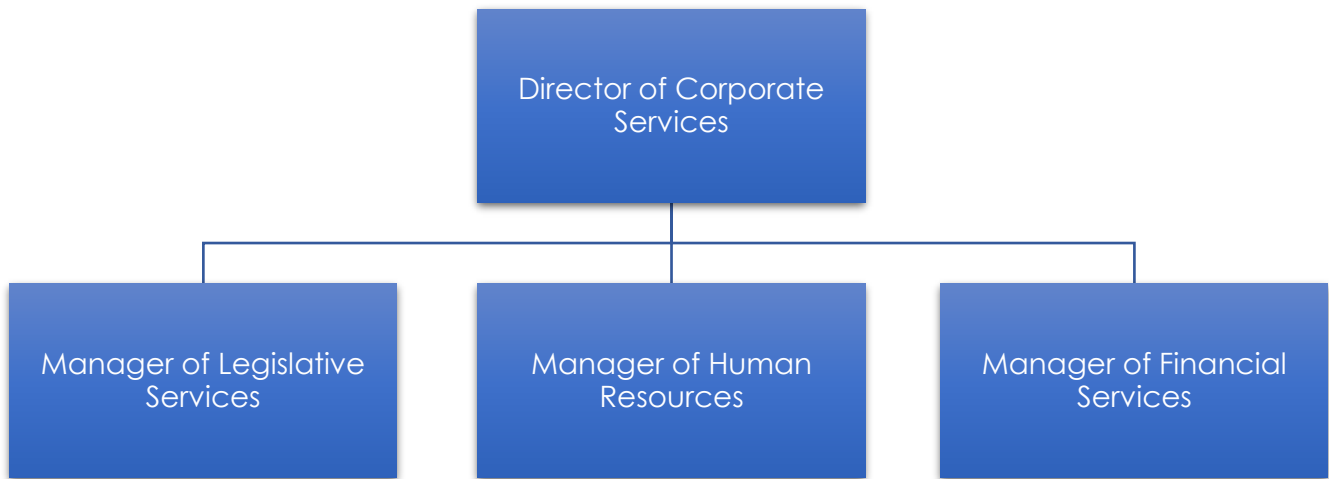 Director of Corporate
Services
Manager of Legislative
Services
Manager of Human
Resources
Manager of Financial
Services